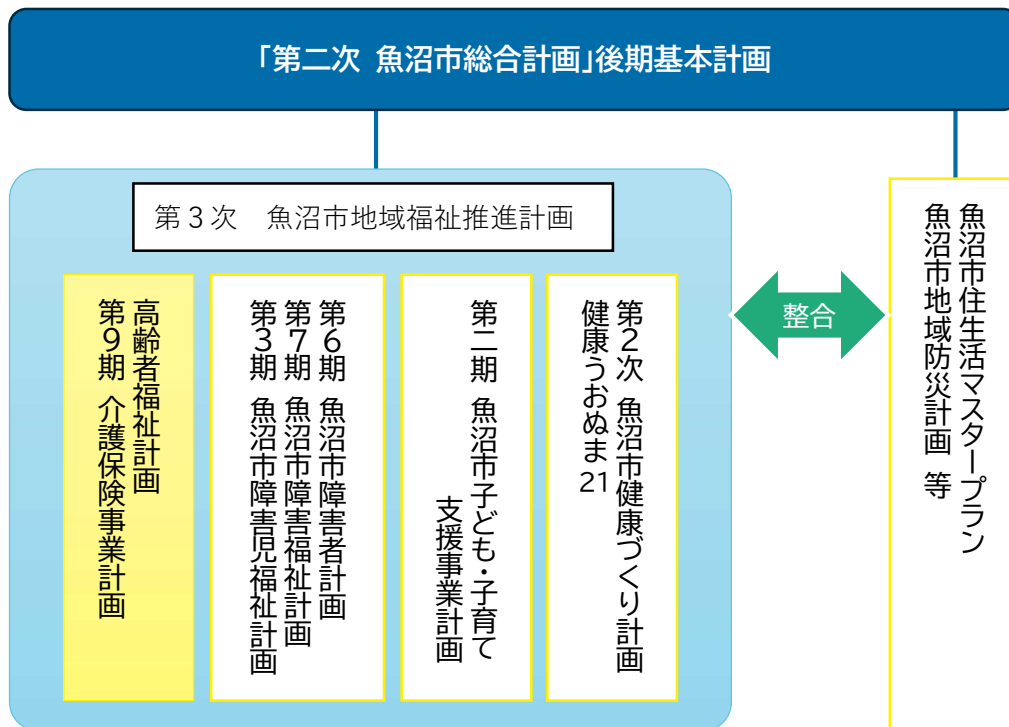 「第二次 魚沼市総合計画」後期基本計画
第３次　魚沼市地域福祉推進計画
高齢者福祉計画
第９期 介護保険事業計画
第６期 魚沼市障害者計画
第７期 魚沼市障害福祉計画
第３期 魚沼市障害児福祉計画
第二期 魚沼市子ども・子育て
支援事業計画
第２次 魚沼市健康づくり計画
健康うおぬま21
整合
魚沼市住生活マスタープラン
魚沼市地域防災計画 等